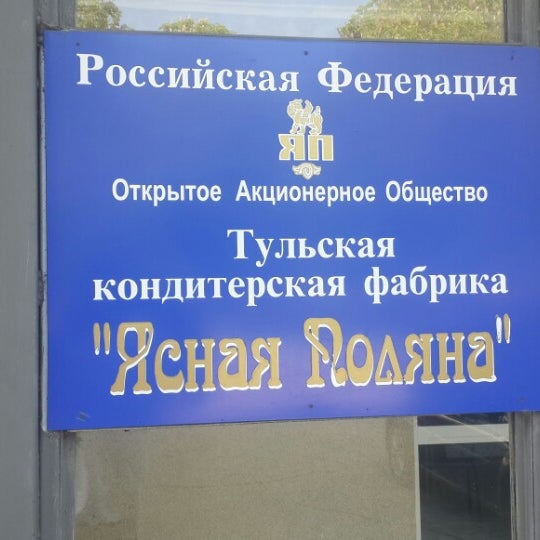 Российская Федерация
ЯП
Открытое Акционерное Общество
Тульская
кондитерская фабрика
"Ясная Поляна"